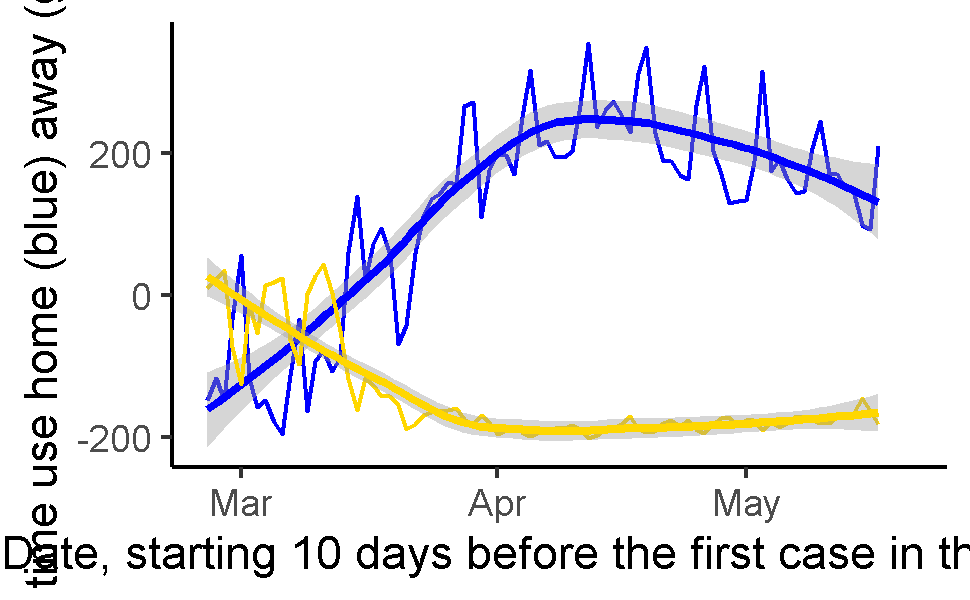 time use home (blue) away (
200
0
-200
Mar Apr May
Date, starting 10 days before the first case in th